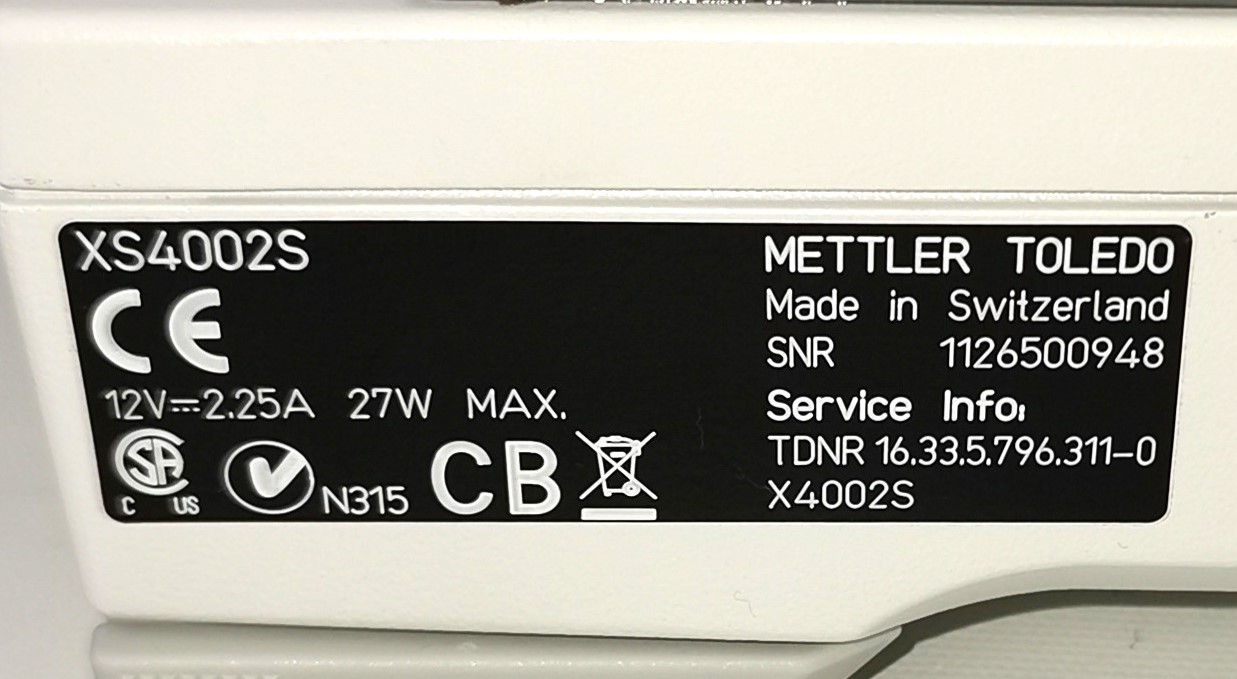 XS4002S
CE
12V⎓2.25A 27W MAX.
SA
C US
N315
CB
METTLER TOLEDO
Made in Switzerland
SNR 1126500948
Service Info:
TDNR 16.33.5.796.311-0
X4002S